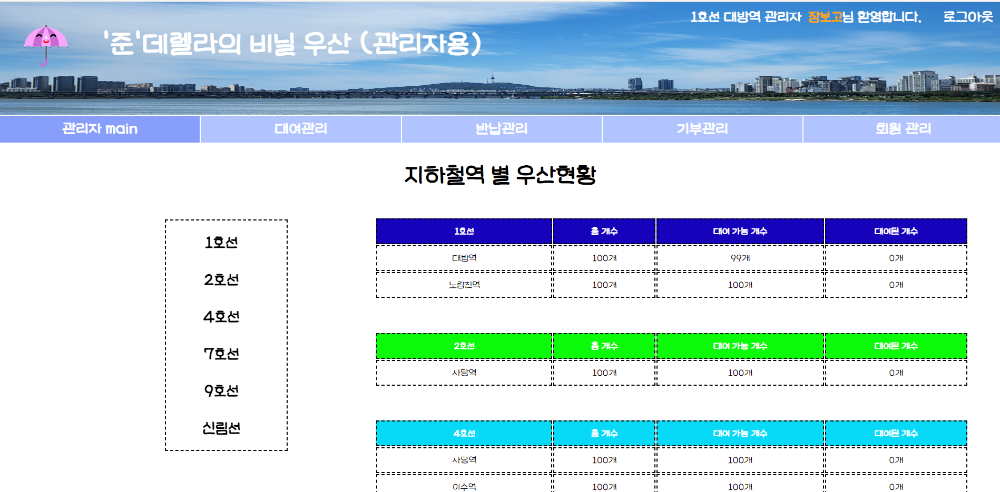 1호선 대방역 관리자 장보고님 환영합니다. 로그아웃
'준'데렐라의 비닐 우산 (관리자용)
관리자 main 대여관리 반납관리 기부관리 회원 관리
지하철역 별 우산현황
1호선
2호선
4호선
7호선
9호선
신림선
1호선 총 개수 대여 가능 개수 대여된 개수
대방역 100개 99개 0개
노량진역 100개 100개 0개
2호선 총 개수 대여 가능 개수 대여된 개수
사당역 100개 100개 0개
4호선 총 개수 대여 가능 개수 대여된 개수
사당역 100개 100개 0개
이수역 100개 100개 0개